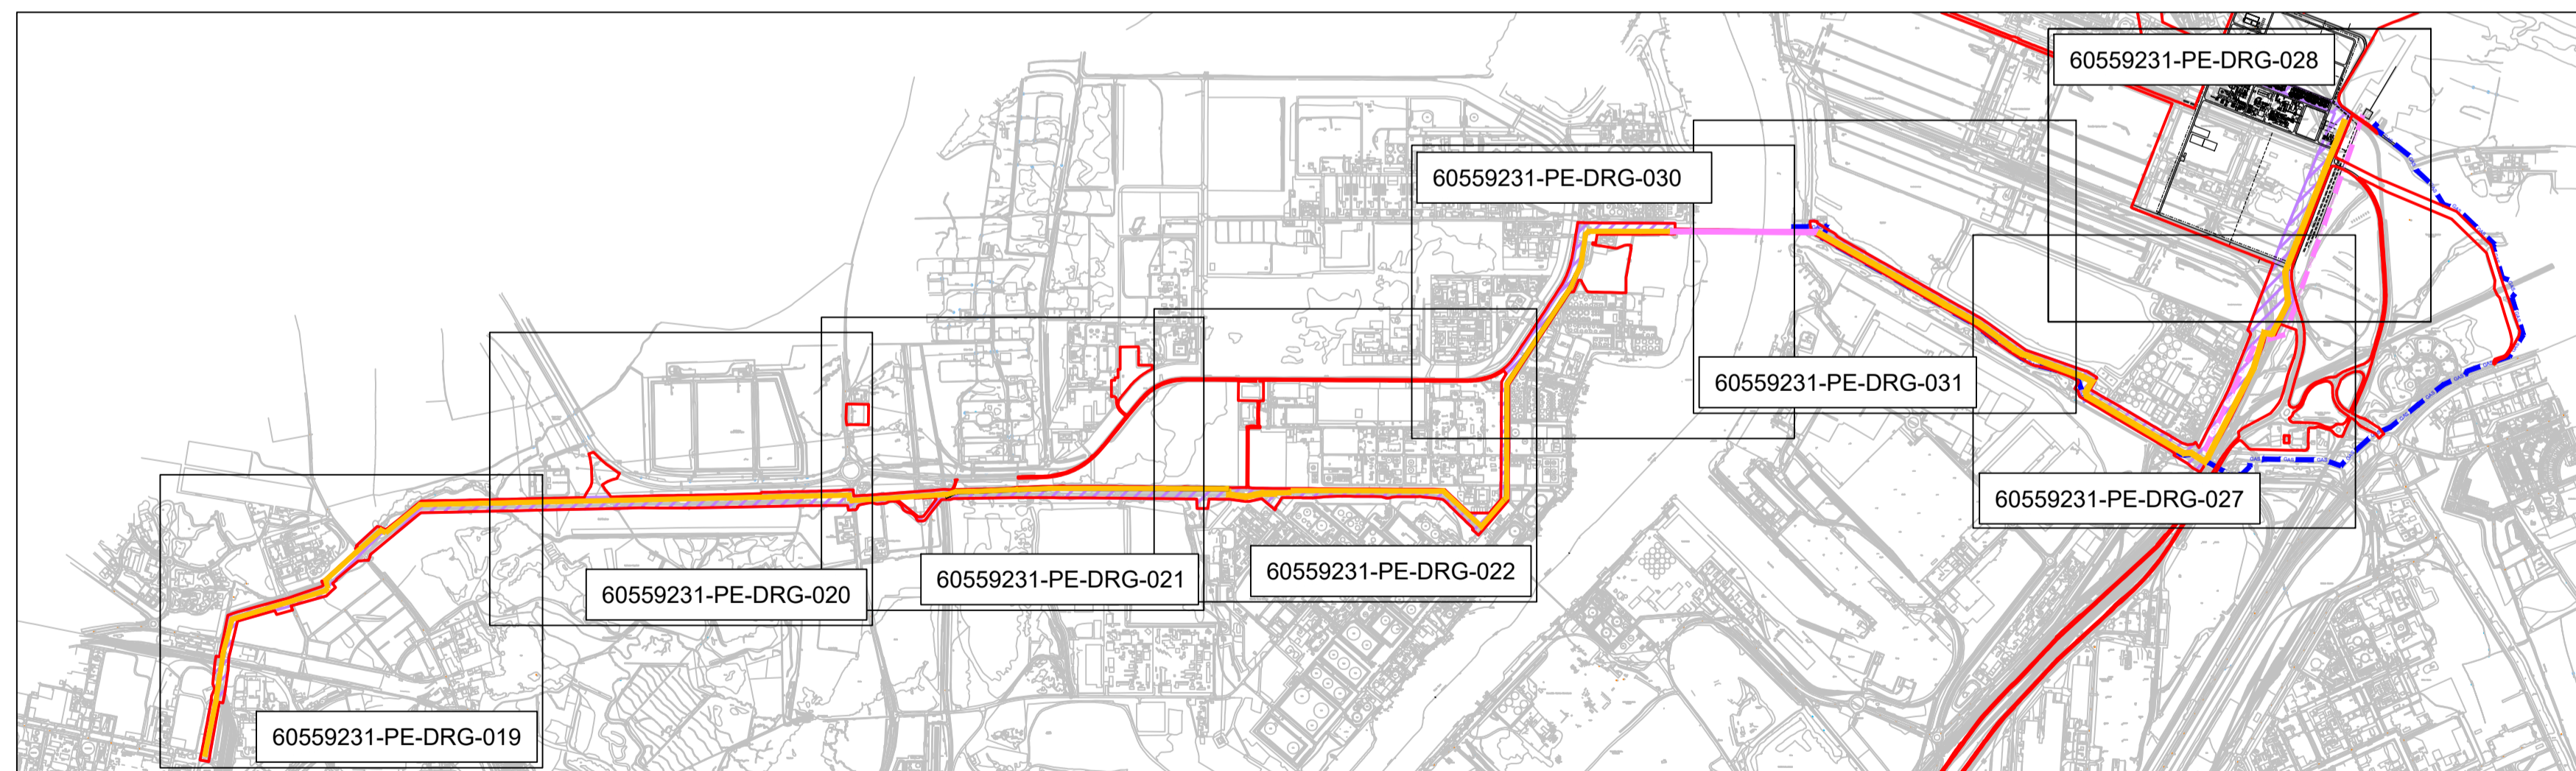 60559231-PE-DRG-028
60559231-PE-DRG-030
60559231-PE-DRG-031
60559231-PE-DRG-027
60559231-PE-DRG-022
60559231-PE-DRG-021
60559231-PE-DRG-020
60559231-PE-DRG-019